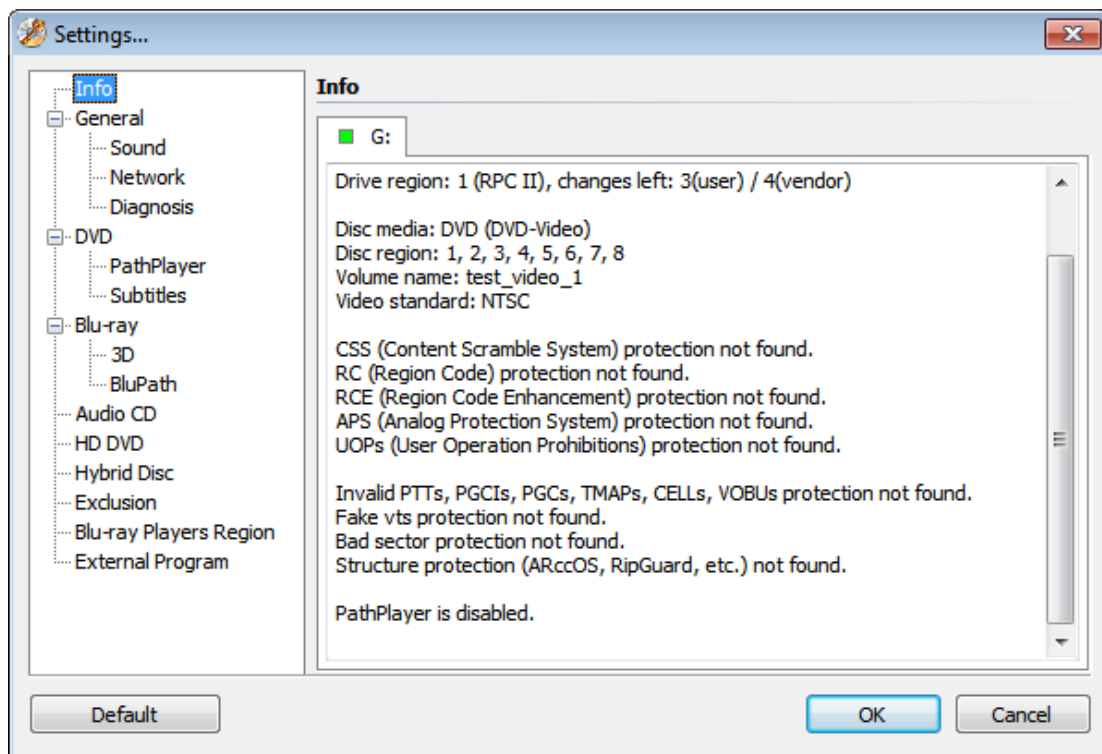 Settings...
Info
General
Sound
Network
Diagnosis
DVD
PathPlayer
Subtitles
Blu-ray
3D
BluPath
Audio CD
HD DVD
Hybrid Disc
Exclusion
Blu-ray Players Region
External Program
Info
G:
Drive region: 1 (RPC II), changes left: 3(user) / 4(vendor)
Disc media: DVD (DVD-Video)
Disc region: 1, 2, 3, 4, 5, 6, 7, 8
Volume name: test_video_1
Video standard: NTSC
CSS (Content Scramble System) protection not found.
RC (Region Code) protection not found.
RCE (Region Code Enhancement) protection not found.
APS (Analog Protection System) protection not found.
UOPs (User Operation Prohibitions) protection not found.
Invalid PTTs, PGCIs, PGCs, TMAPs, CELLs, VOBUs protection not found.
Fake vts protection not found.
Bad sector protection not found.
Structure protection (ARccOS, RipGuard, etc.) not found.
PathPlayer is disabled.
Default
OK
Cancel